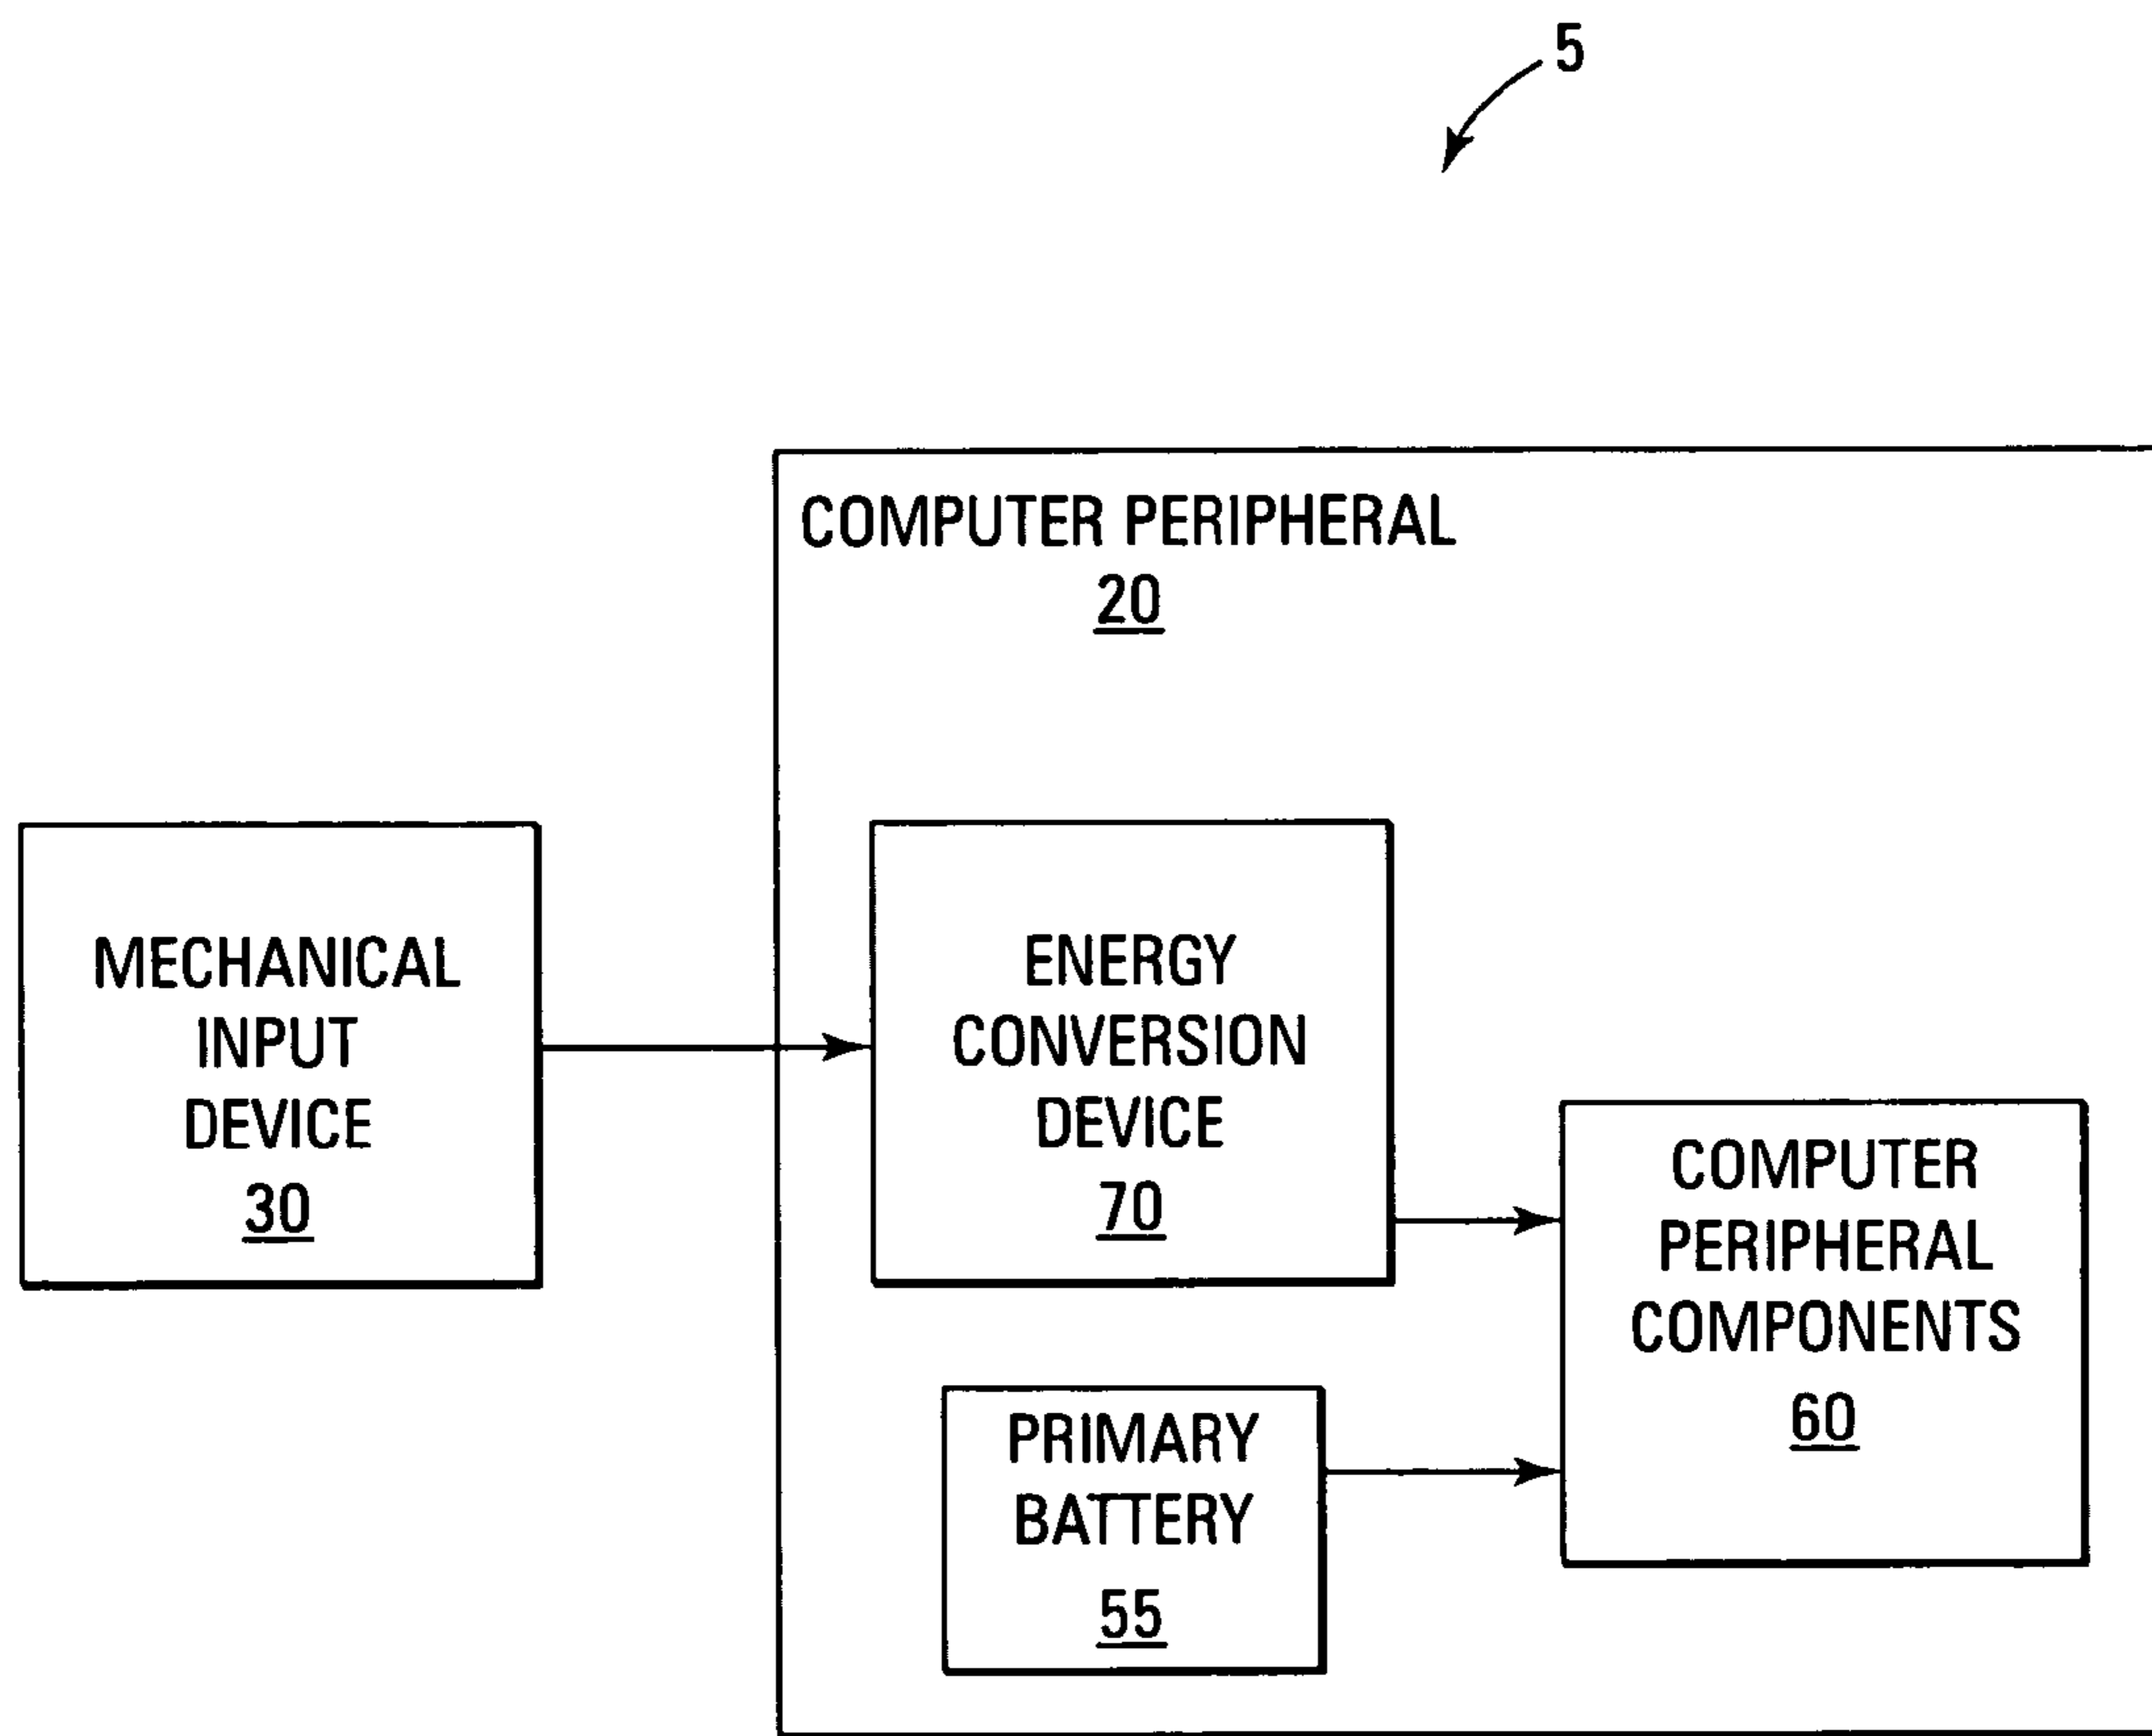 5
COMPUTER PERIPHERAL
20
MECHANICAL
INPUT
DEVICE
30
ENERGY
CONVERSION
DEVICE
70
COMPUTER
PERIPHERAL
COMPONENTS
60
PRIMARY
BATTERY
55